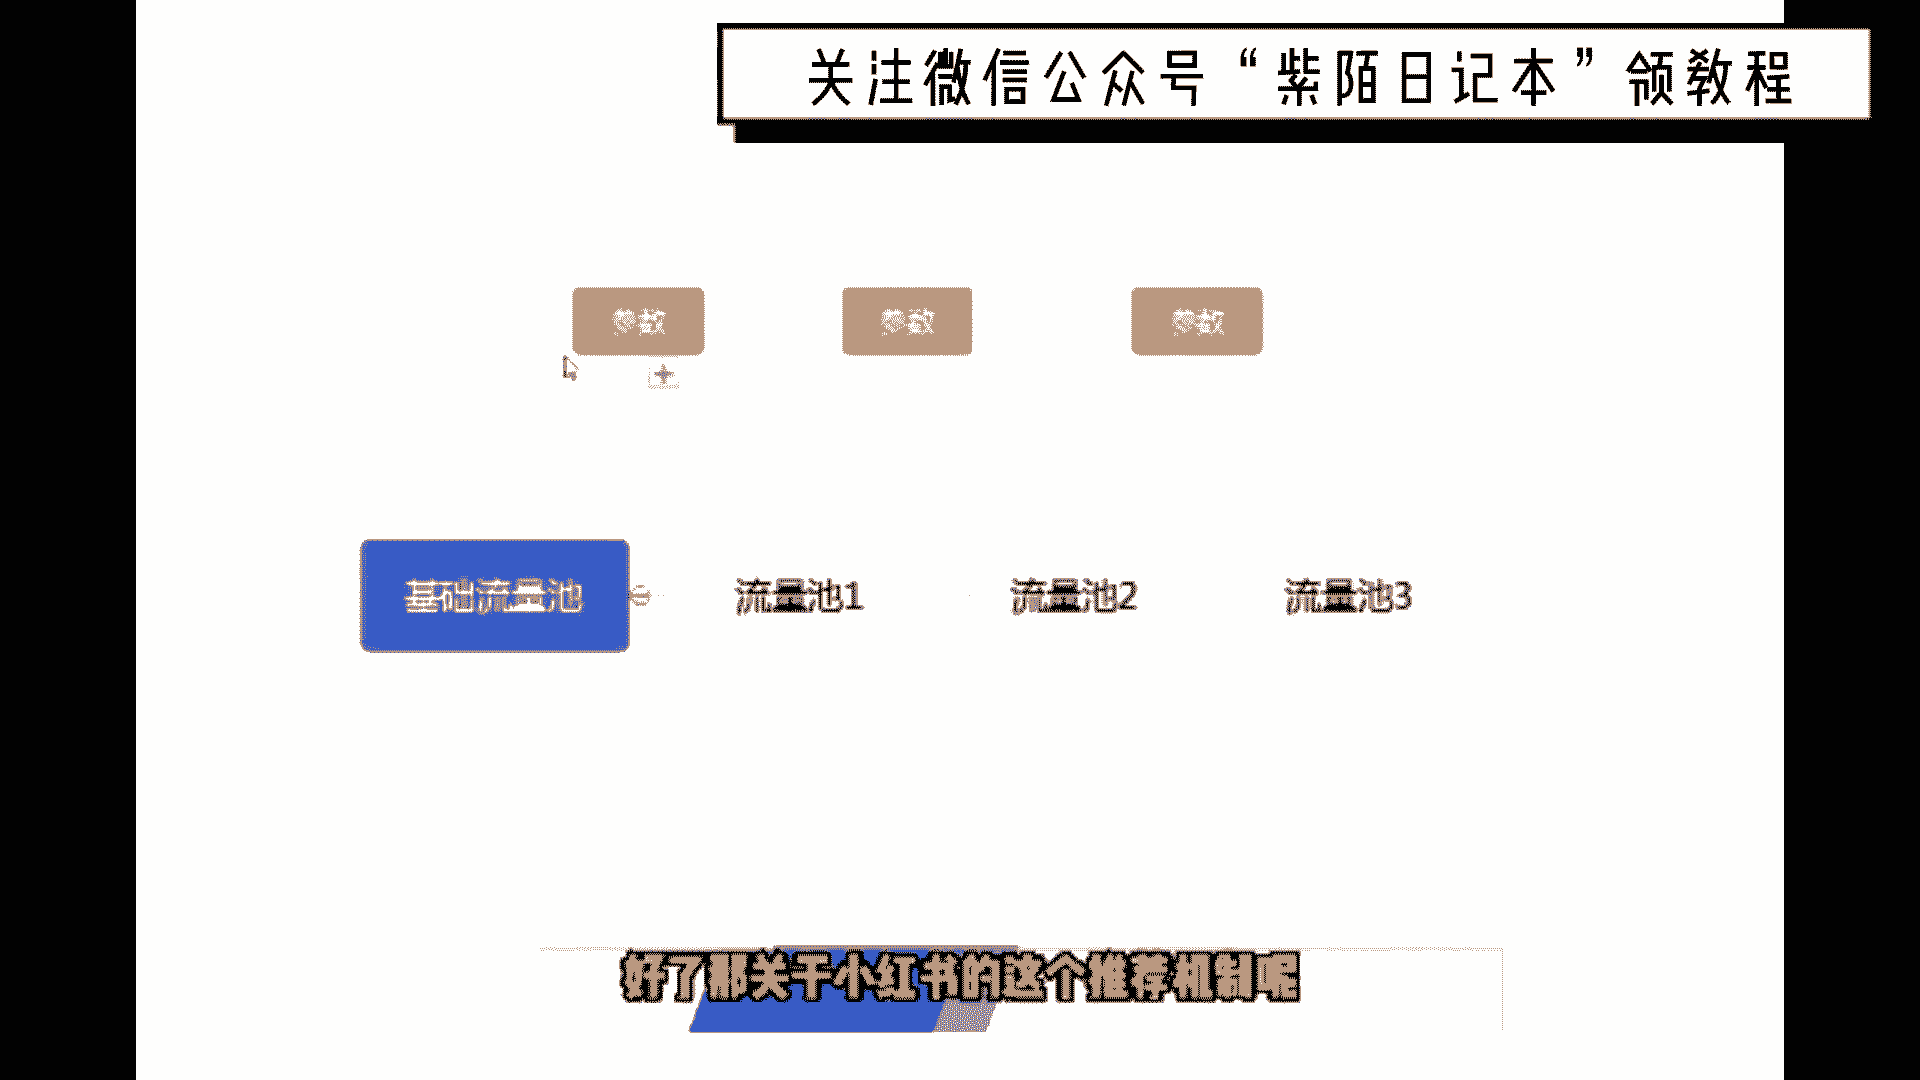 关注微信公众号“紫陌日记本”领教程
参数 参数 参数
基础流量池 流量池1 流量池2 流量池3
好了那关于小红书的这个推荐机制呢